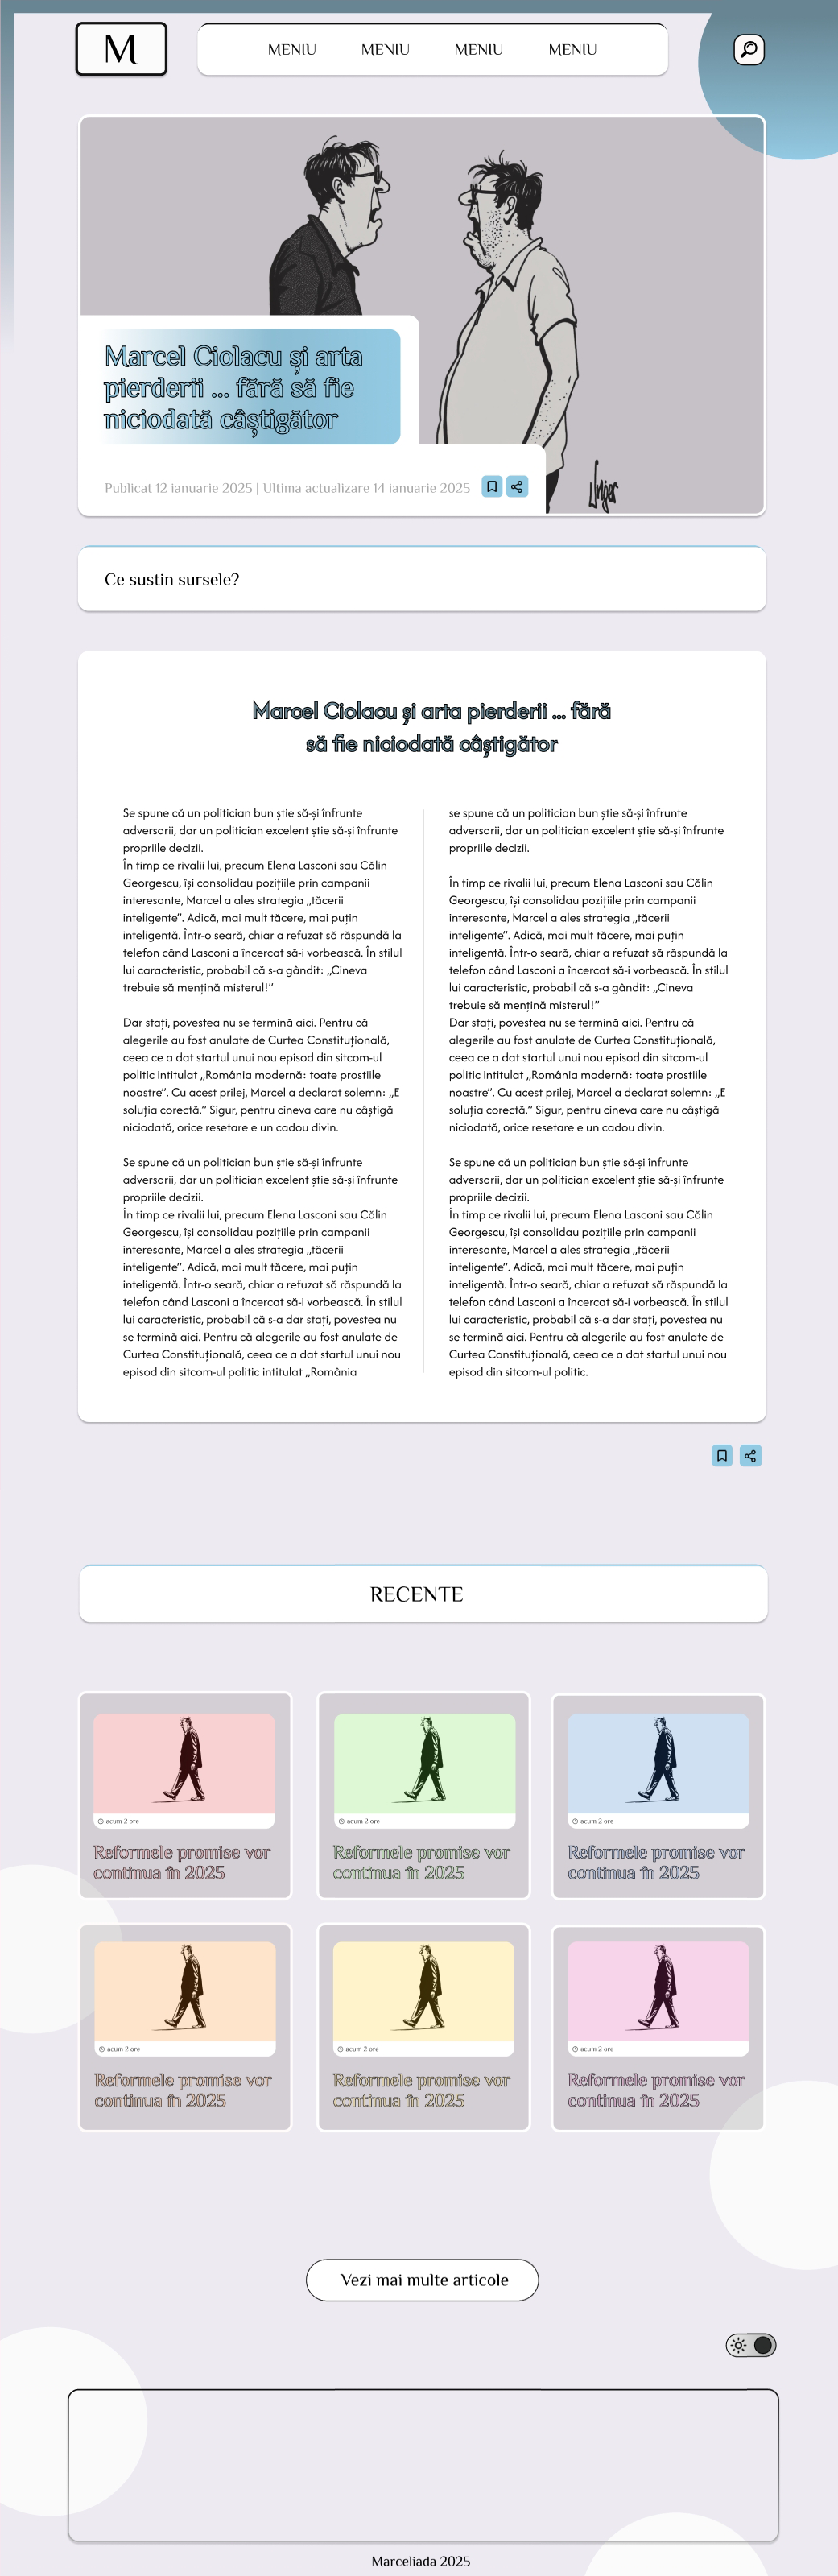 M
MENIU MENIU MENIU MENIU
Marcel Ciolacu și arta
pierderii ... fără să fie
niciodată câștigător
Publicat 12 ianuarie 2025 | Ultima actualizare 14 ianuarie 2025
Unger
Ce sustin sursele?
Marcel Ciolacu și arta pierderii ... fără
să fie niciodată câștigător
Se spune că un politician bun știe să-și înfrunte
adversarii, dar un politician excelent știe să-și înfrunte
propriile decizii.
În timp ce rivalii lui, precum Elena Lasconi sau Călin
Georgescu, își consolidau pozițiile prin campanii
interesante, Marcel a ales strategia „tăcerii
inteligente”. Adică, mai mult tăcere, mai puțin
inteligentă. Într-o seară, chiar a refuzat să răspundă la
telefon când Lasconi a încercat să-i vorbească. În stilul
lui caracteristic, probabil că s-a gândit: „Cineva
trebuie să mențină misterul!”
Dar stați, povestea nu se termină aici. Pentru că
alegerile au fost anulate de Curtea Constituțională,
ceea ce a dat startul unui nou episod din sitcom-ul
politic intitulat „România modernă: toate prostiile
noastre”. Cu acest prilej, Marcel a declarat solemn: „E
soluția corectă.” Sigur, pentru cineva care nu câștigă
niciodată, orice resetare e un cadou divin.
Se spune că un politician bun știe să-și înfrunte
adversarii, dar un politician excelent știe să-și înfrunte
propriile decizii.
În timp ce rivalii lui, precum Elena Lasconi sau Călin
Georgescu, își consolidau pozițiile prin campanii
interesante, Marcel a ales strategia „tăcerii
inteligente”. Adică, mai mult tăcere, mai puțin
inteligentă. Într-o seară, chiar a refuzat să răspundă la
telefon când Lasconi a încercat să-i vorbească. În stilul
lui caracteristic, probabil că s-a dar stați, povestea nu
se termină aici. Pentru că alegerile au fost anulate de
Curtea Constituțională, ceea ce a dat startul unui nou
episod din sitcom-ul politic intitulat „România
se spune că un politician bun știe să-și înfrunte
adversarii, dar un politician excelent știe să-și înfrunte
propriile decizii.
În timp ce rivalii lui, precum Elena Lasconi sau Călin
Georgescu, își consolidau pozițiile prin campanii
interesante, Marcel a ales strategia „tăcerii
inteligente”. Adică, mai mult tăcere, mai puțin
inteligentă. Într-o seară, chiar a refuzat să răspundă la
telefon când Lasconi a încercat să-i vorbească. În stilul
lui caracteristic, probabil că s-a gândit: „Cineva
trebuie să mențină misterul!”
Dar stați, povestea nu se termină aici. Pentru că
alegerile au fost anulate de Curtea Constituțională,
ceea ce a dat startul unui nou episod din sitcom-ul
politic intitulat „România modernă: toate prostiile
noastre”. Cu acest prilej, Marcel a declarat solemn: „E
soluția corectă.” Sigur, pentru cineva care nu câștigă
niciodată, orice resetare e un cadou divin.
Se spune că un politician bun știe să-și înfrunte
adversarii, dar un politician excelent știe să-și înfrunte
propriile decizii.
În timp ce rivalii lui, precum Elena Lasconi sau Călin
Georgescu, își consolidau pozițiile prin campanii
interesante, Marcel a ales strategia „tăcerii
inteligente”. Adică, mai mult tăcere, mai puțin
inteligentă. Într-o seară, chiar a refuzat să răspundă la
telefon când Lasconi a încercat să-i vorbească. În stilul
lui caracteristic, probabil că s-a dar stați, povestea nu
se termină aici. Pentru că alegerile au fost anulate de
Curtea Constituțională, ceea ce a dat startul unui nou
episod din sitcom-ul politic.
RECENTE
acum 2 ore
Reformele promise vor
continua în 2025
acum 2 ore
Reformele promise vor
continua în 2025
acum 2 ore
Reformele promise vor
continua în 2025
acum 2 ore
Reformele promise vor
continua în 2025
acum 2 ore
Reformele promise vor
continua în 2025
acum 2 ore
Reformele promise vor
continua în 2025
Vezi mai multe articole
Marceliada 2025